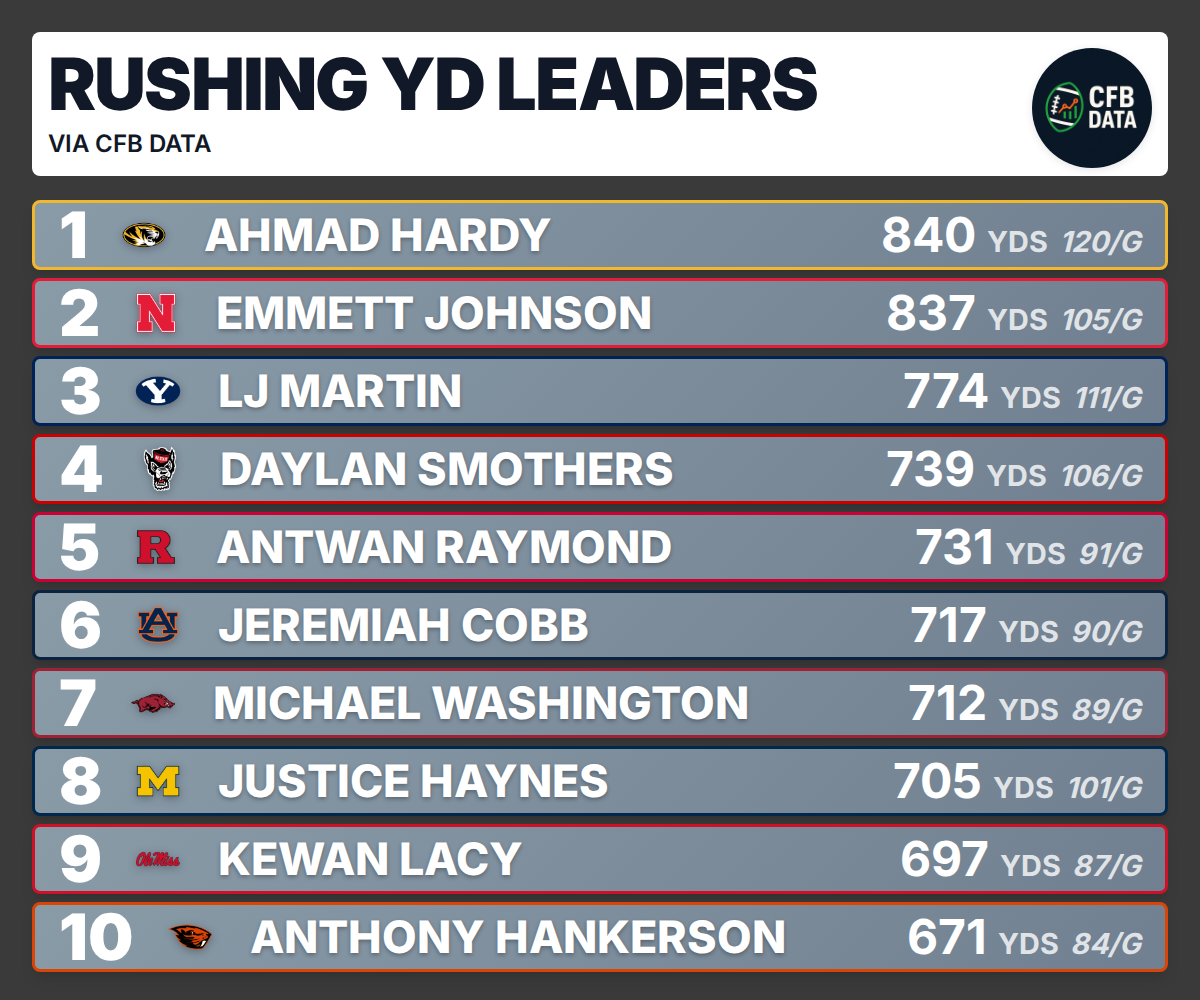 RUSHING YD LEADERS
VIA CFB DATA
CFB
DATA
1 AHMAD HARDY 840 YDS 120/G
2 N EMMETT JOHNSON 837 YDS 105/G
3 Y LJ MARTIN 774 YDS 111/G
4 DAYLAN SMOTHERS 739 YDS 106/G
5 R ANTWAN RAYMOND 731 YDS 91/G
6 AU JEREMIAH COBB 717 YDS 90/G
7 MICHAEL WASHINGTON 712 YDS 89/G
8 M JUSTICE HAYNES 705 YDS 101/G
9 Ole Miss KEWAN LACY 697 YDS 87/G
10 ANTHONY HANKERSON 671 YDS 84/G